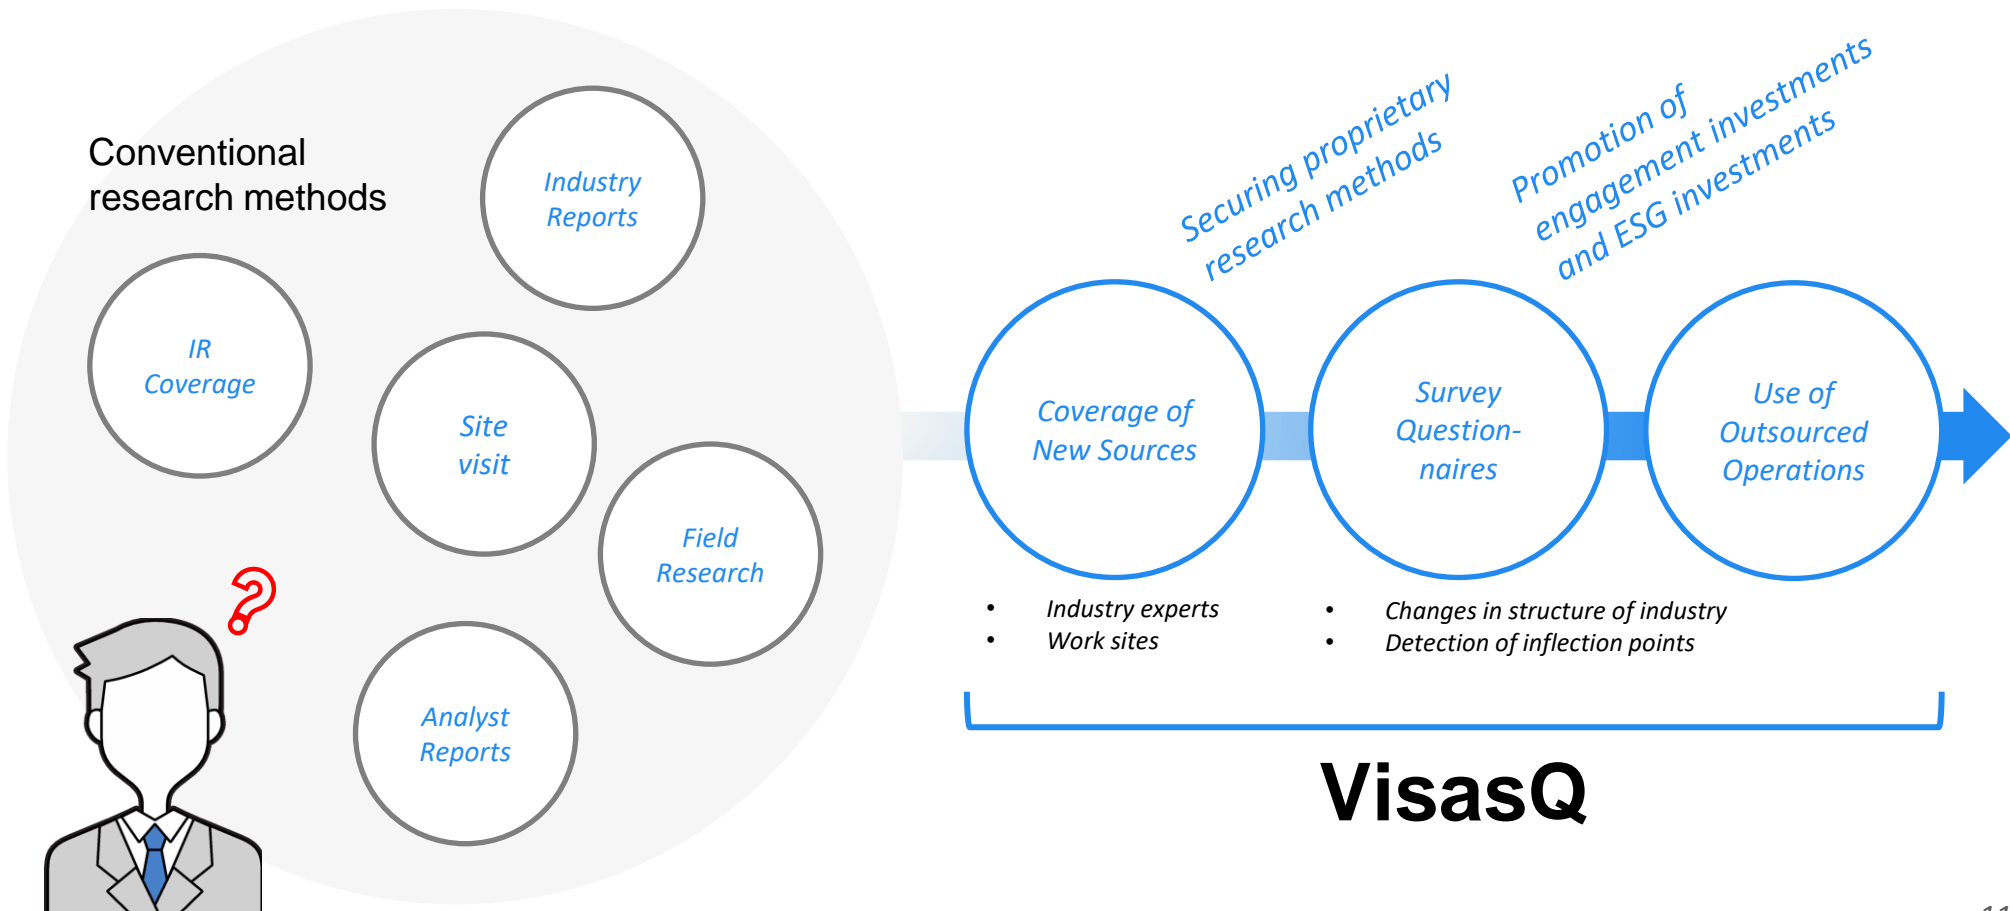 Conventional
research methods
Industry
Reports
IR
Coverage
Site
visit
Field
Research
Analyst
Reports
Securing proprietary
research methods
Promotion of
engagement investments
and ESG investments
Coverage of
New Sources
Survey
Question-
naires
Use of
Outsourced
Operations
• Industry experts
• Work sites
• Changes in structure of industry
• Detection of inflection points
VisasQ
11